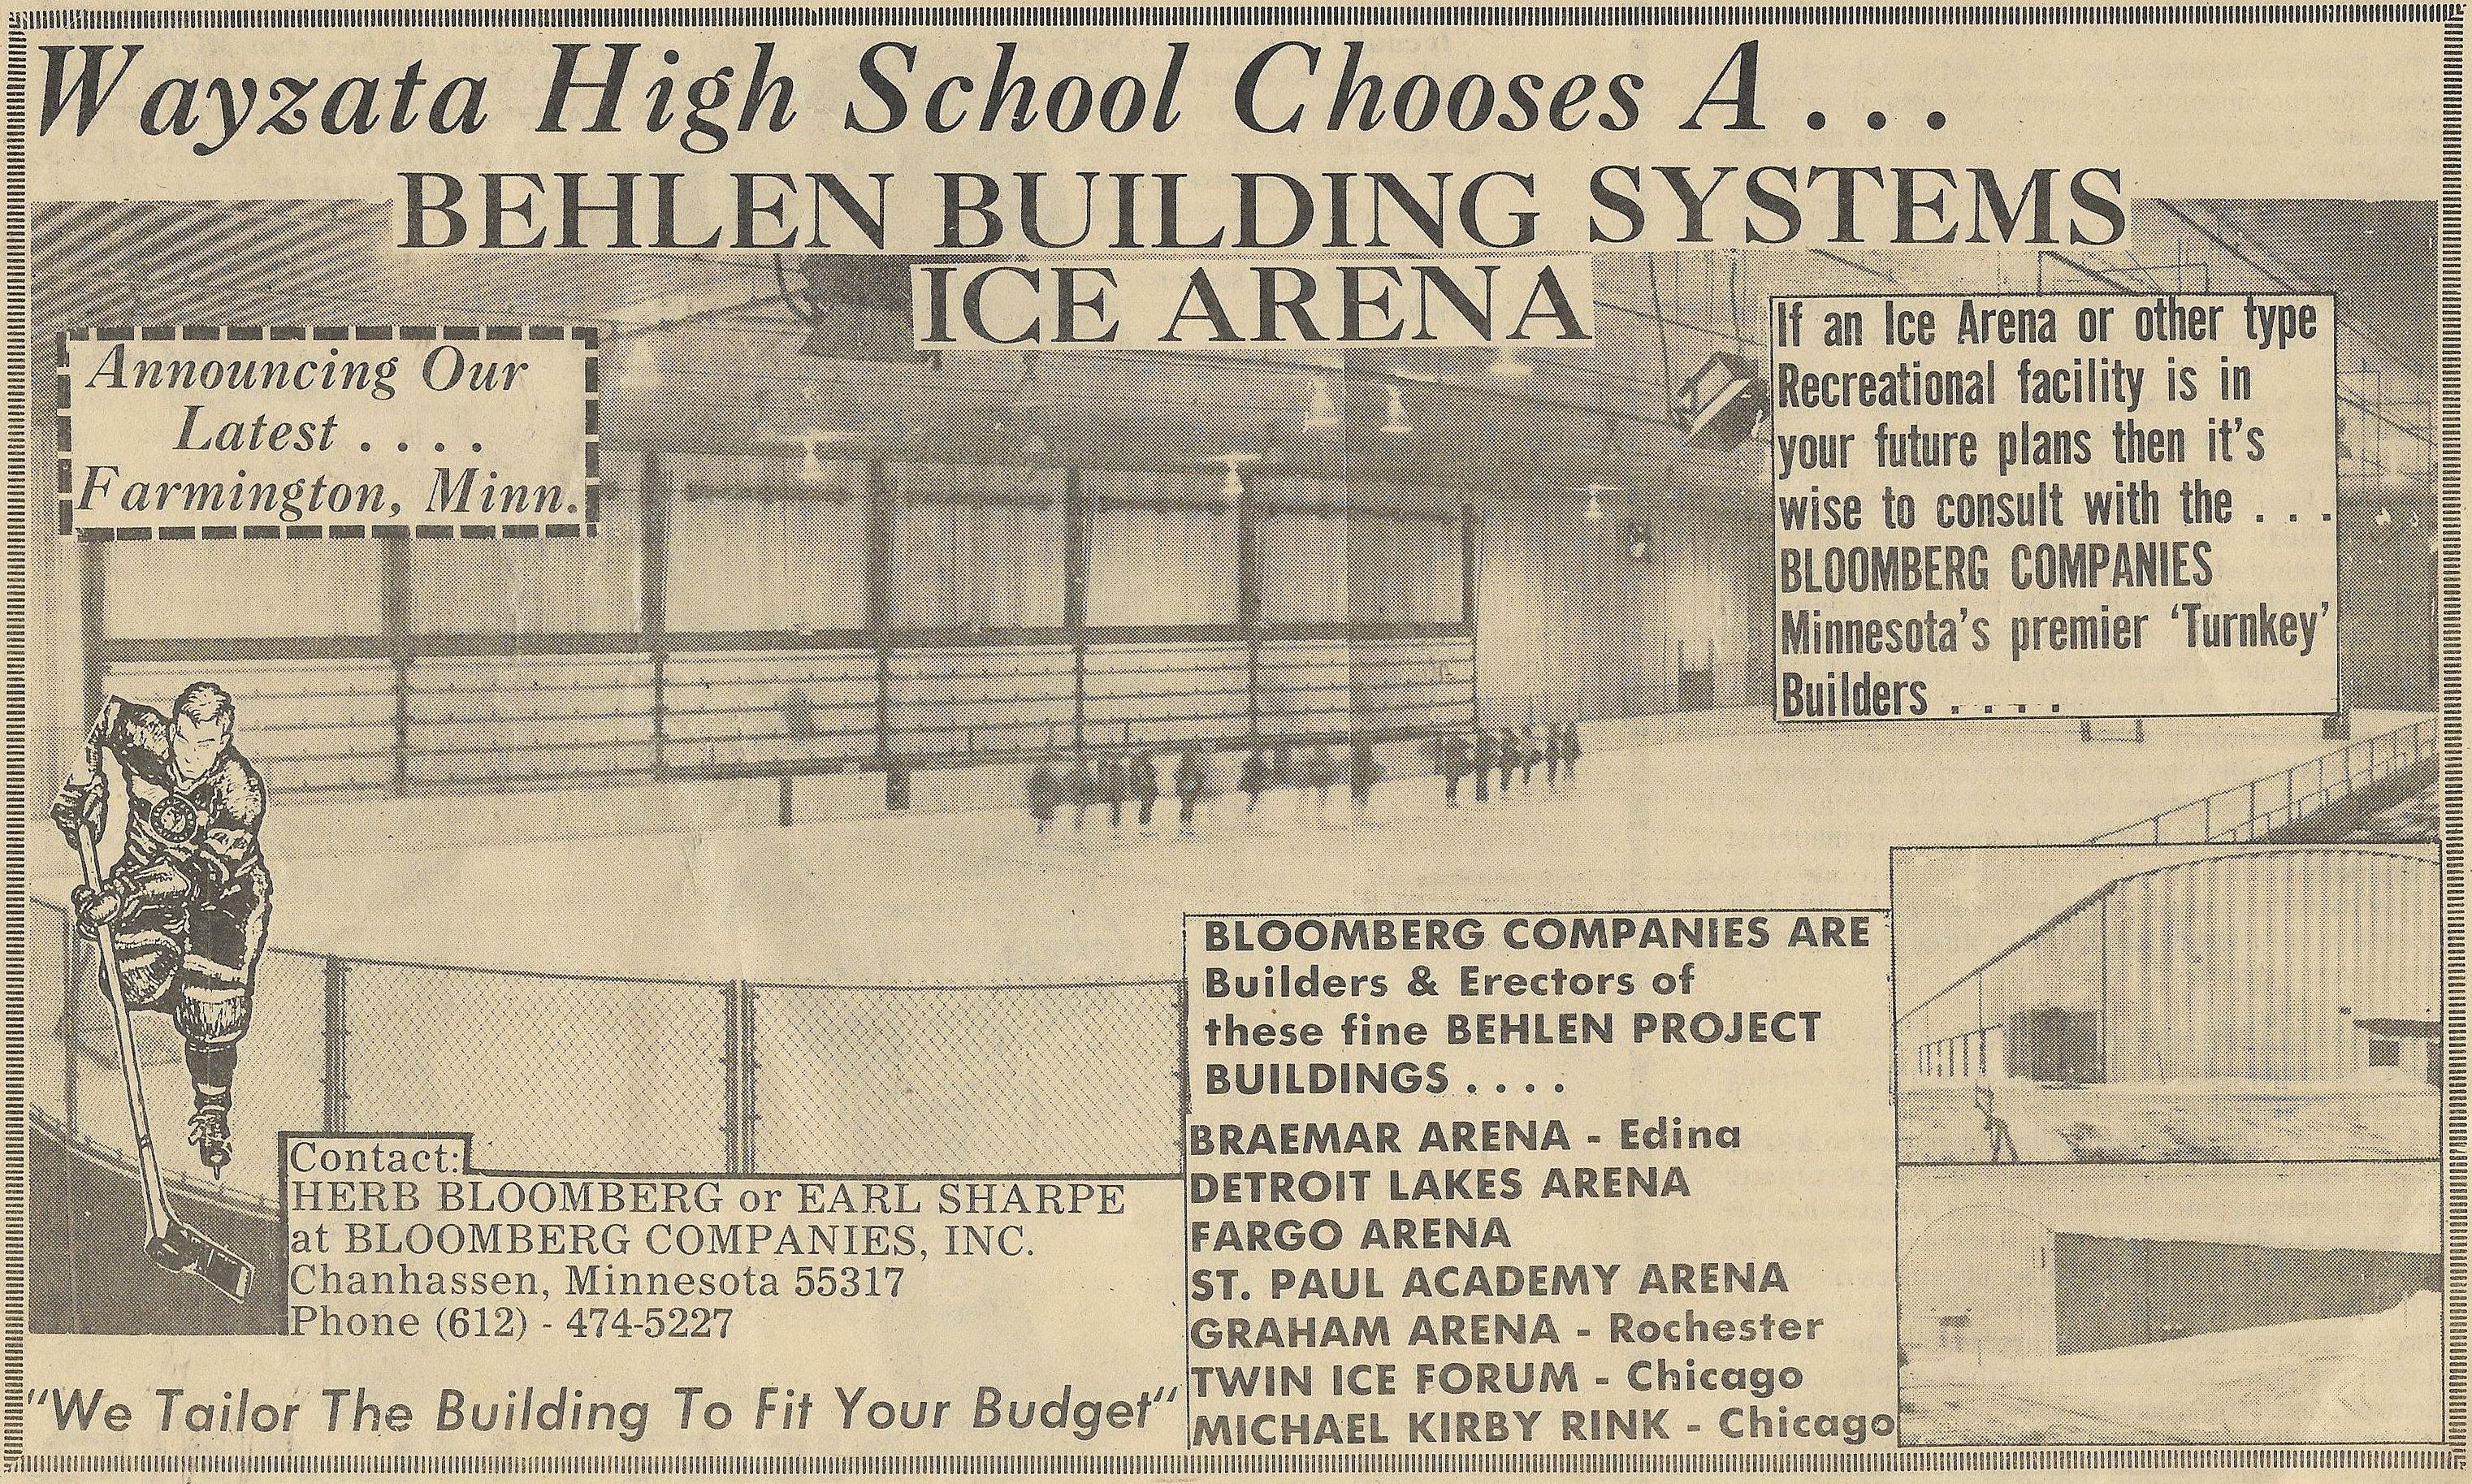 Wayzata High School Chooses A . . .
BEHLEN BUILDING SYSTEMS
ICE ARENA
Announcing Our
Latest . . . .
Farmington, Minn.
If an Ice Arena or other type
Recreational facility is in
your future plans then it's
wise to consult with the . . .
BLOOMBERG COMPANIES
Minnesota's premier 'Turnkey'
Builders . . . .
BLOOMBERG COMPANIES ARE
Builders & Erectors of
these fine BEHLEN PROJECT
BUILDINGS . . . .
BRAEMAR ARENA - Edina
DETROIT LAKES ARENA
FARGO ARENA
ST. PAUL ACADEMY ARENA
GRAHAM ARENA - Rochester
TWIN ICE FORUM - Chicago
MICHAEL KIRBY RINK - Chicago
Contact:
HERB BLOOMBERG or EARL SHARPE
at BLOOMBERG COMPANIES, INC.
Chanhassen, Minnesota 55317
Phone (612) - 474-5227
"We Tailor The Building To Fit Your Budget"